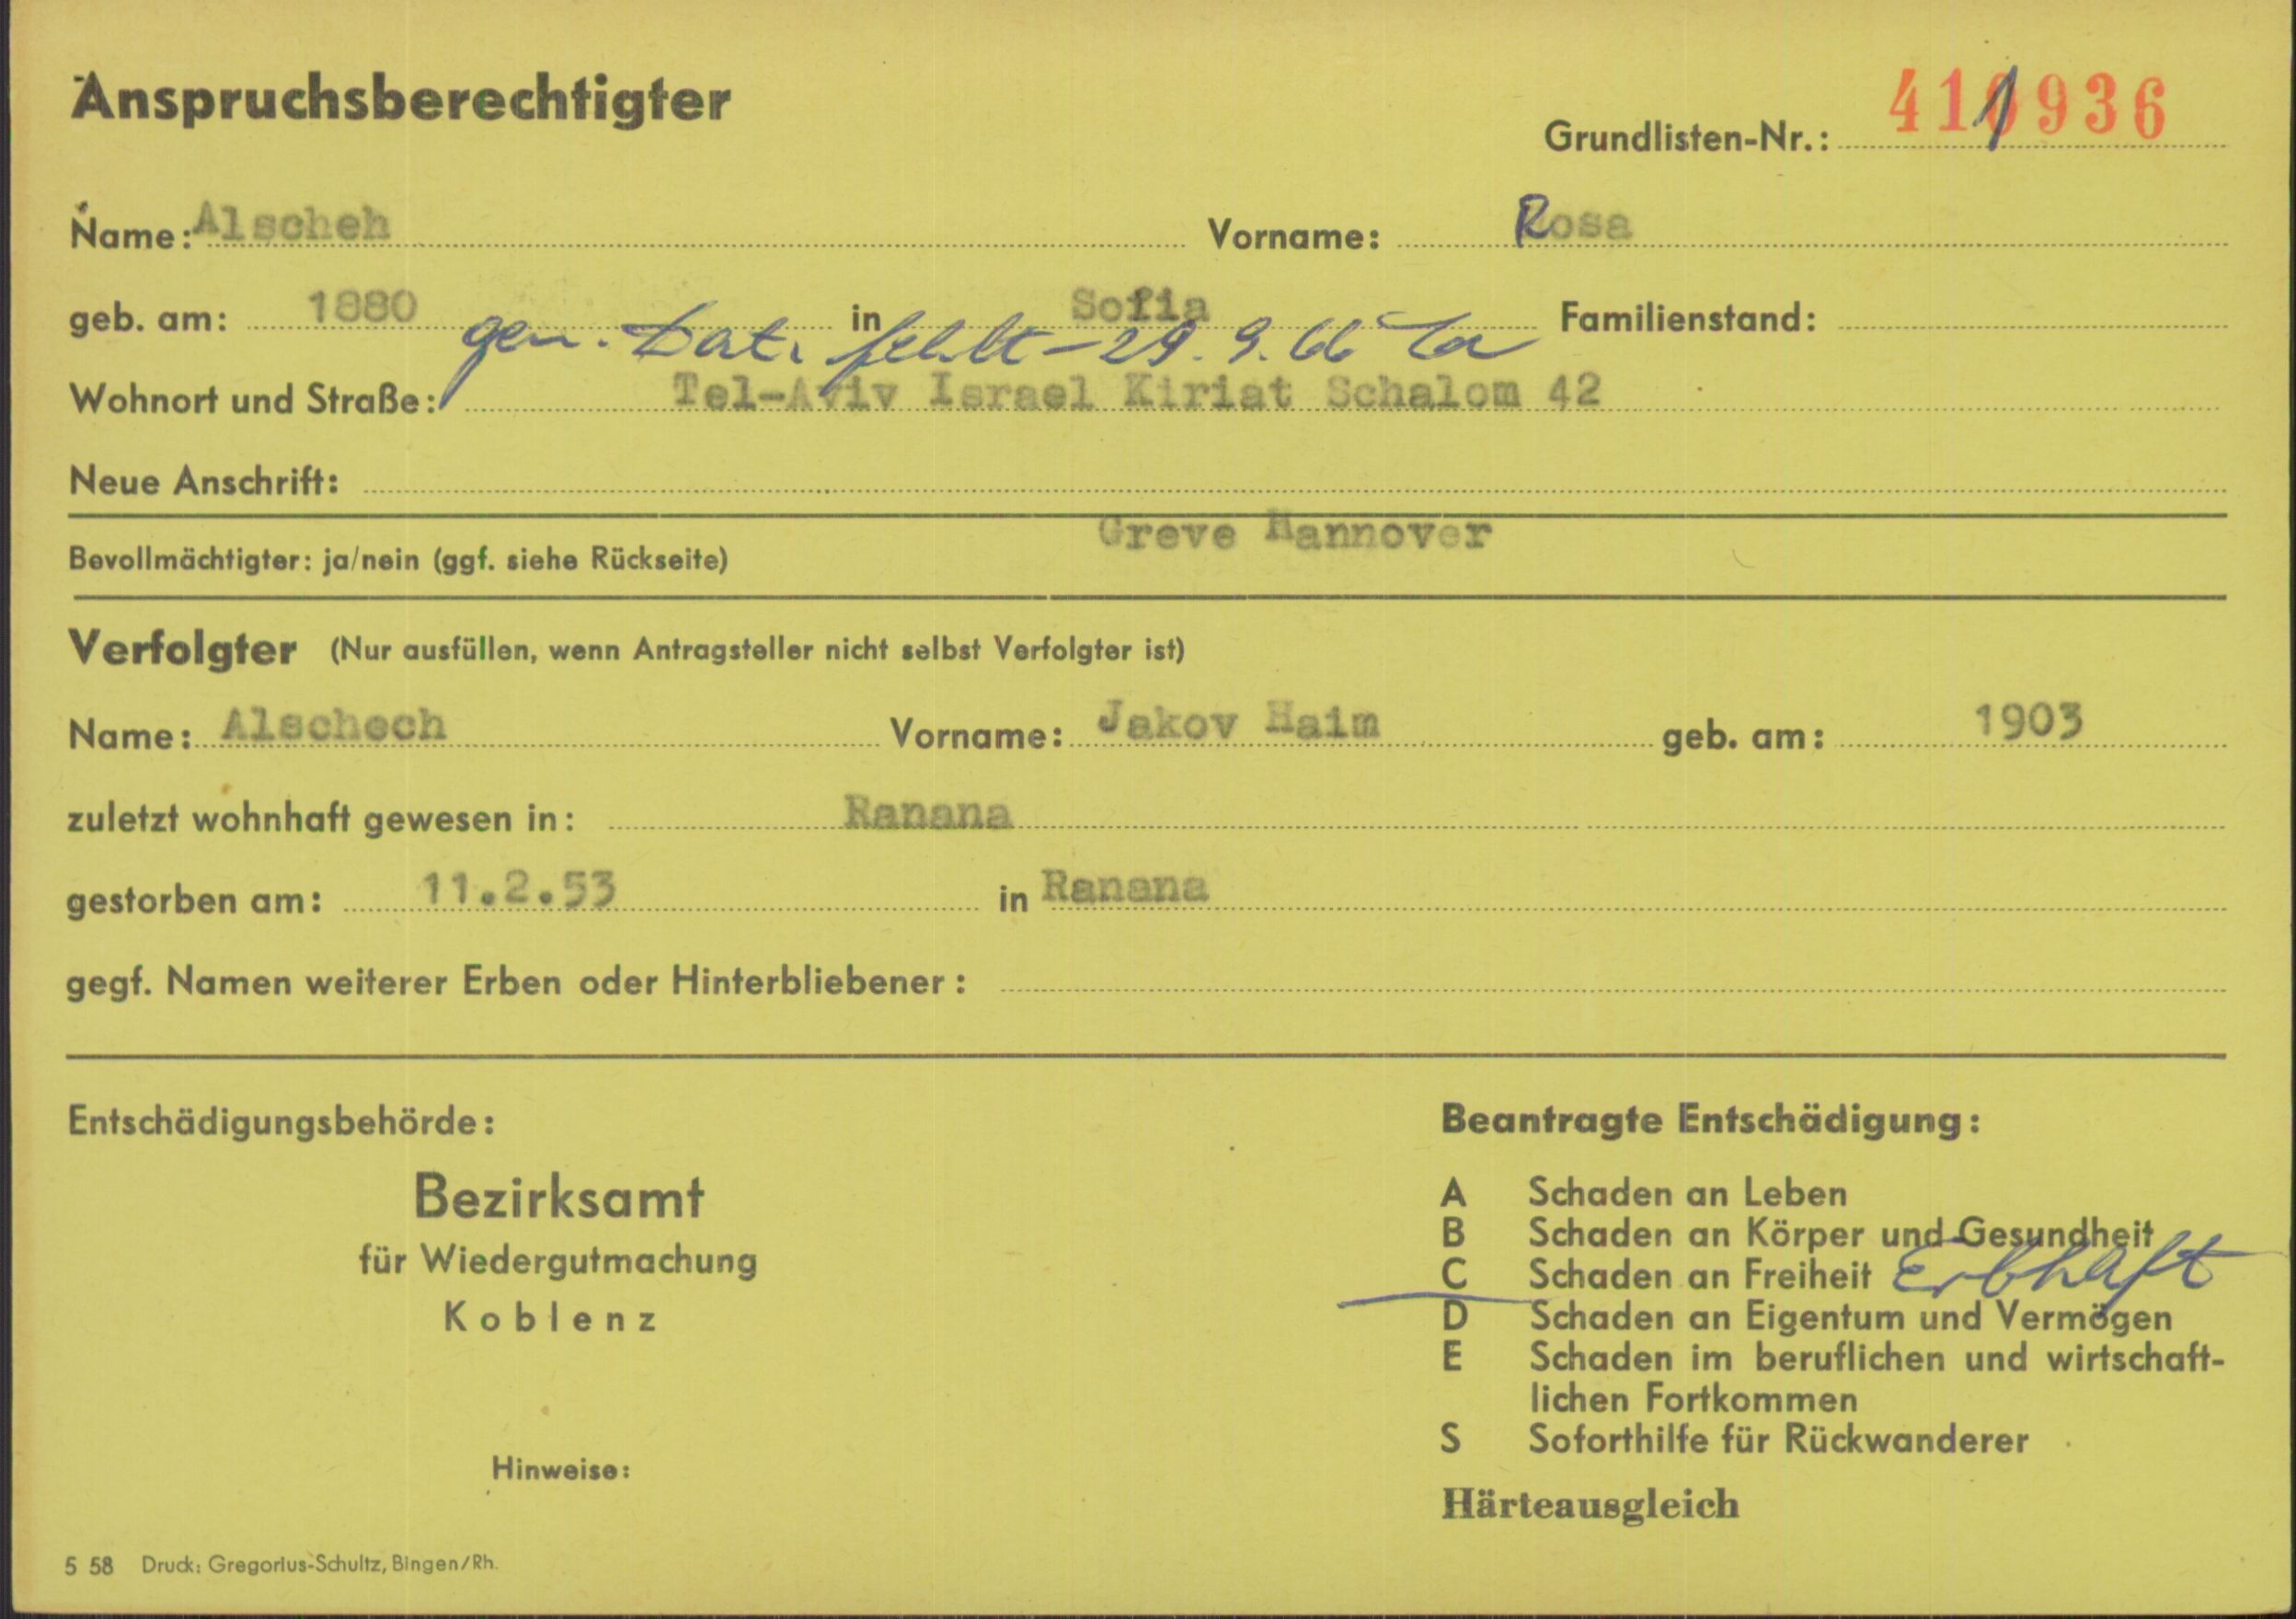 Anspruchsberechtigter
Grundlisten-Nr.: 411936
Name: Alscheh Vorname: Rosa
geb. am: 1880 in Sofia Familienstand:
gen. Dat. fehlt - 29.9.66
Wohnort und Straße: Tel-Aviv Israel Kiriat Schalom 42
Neue Anschrift:
Greve Hannover
Bevollmächtigter: ja/nein (ggf. siehe Rückseite)
Verfolgter (Nur ausfüllen, wenn Antragsteller nicht selbst Verfolgter ist)
Name: Alschech Vorname: Jakov Haim geb. am: 1903
zuletzt wohnhaft gewesen in: Ranana
gestorben am: 11.2.53 in Ranana
gegf. Namen weiterer Erben oder Hinterbliebener:
Entschädigungsbehörde:
Bezirksamt
für Wiedergutmachung
Koblenz
Hinweise:
Beantragte Entschädigung:
A Schaden an Leben
B Schaden an Körper und Gesundheit
C Schaden an Freiheit Erbhaft
D Schaden an Eigentum und Vermögen
E Schaden im beruflichen und wirtschaft-
lichen Fortkommen
S Soforthilfe für Rückwanderer
Härteausgleich
5 58 Druck: Gregorius-Schultz, Bingen/Rh.